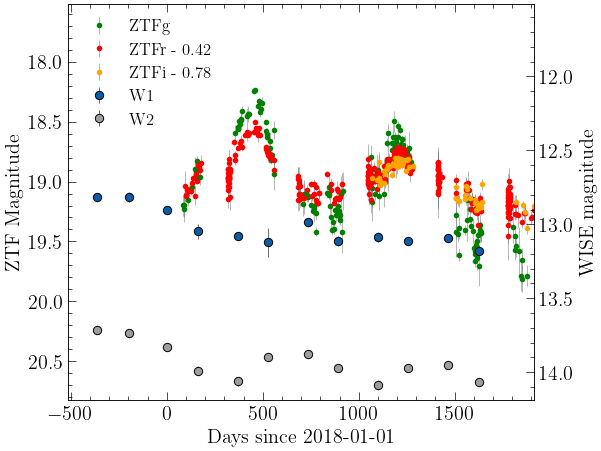 ZTFg
ZTFr - 0.42
ZTFi - 0.78
W1
W2
18.0
18.5
19.0
19.5
20.0
20.5
ZTF Magnitude
12.0
12.5
13.0
13.5
14.0
WISE magnitude
−500
0
500
1000
1500
Days since 2018-01-01